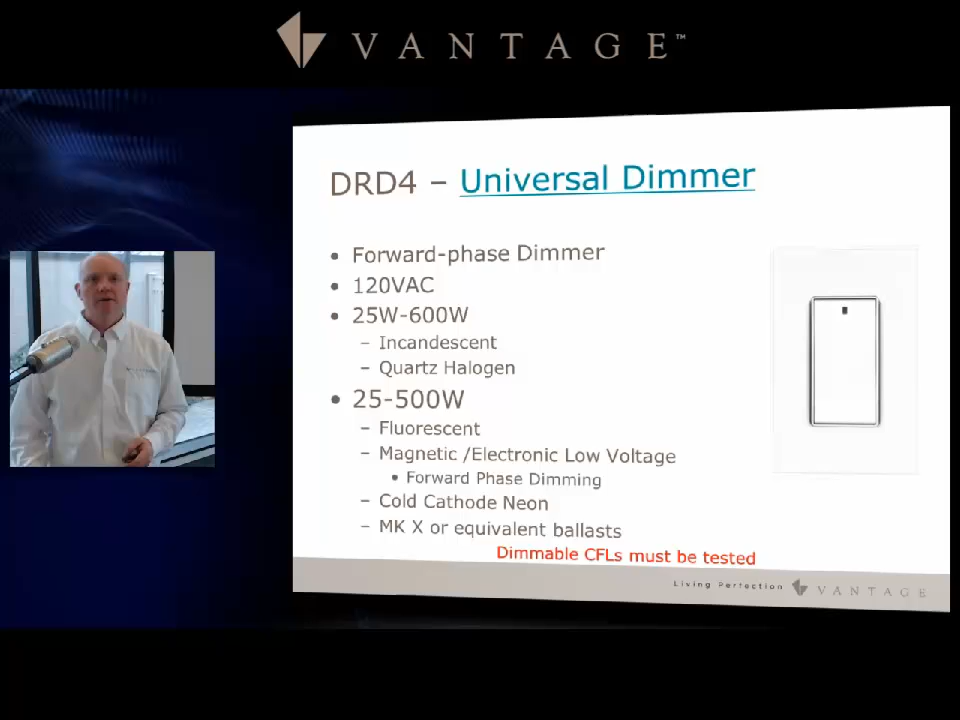 VANTAGE™
DRD4 – Universal Dimmer
• Forward-phase Dimmer
• 120VAC
• 25W-600W
– Incandescent
– Quartz Halogen
• 25-500W
– Fluorescent
– Magnetic /Electronic Low Voltage
• Forward Phase Dimming
– Cold Cathode Neon
– MK X or equivalent ballasts
Dimmable CFLs must be tested
Living Perfection VANTAGE